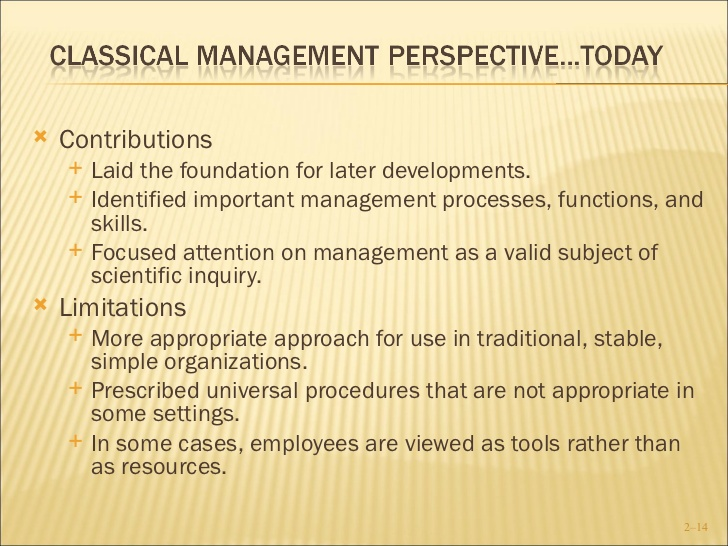 CLASSICAL MANAGEMENT PERSPECTIVE...TODAY
Contributions
Laid the foundation for later developments.
Identified important management processes, functions, and
skills.
Focused attention on management as a valid subject of
scientific inquiry.
Limitations
More appropriate approach for use in traditional, stable,
simple organizations.
Prescribed universal procedures that are not appropriate in
some settings.
In some cases, employees are viewed as tools rather than
as resources.
2–14